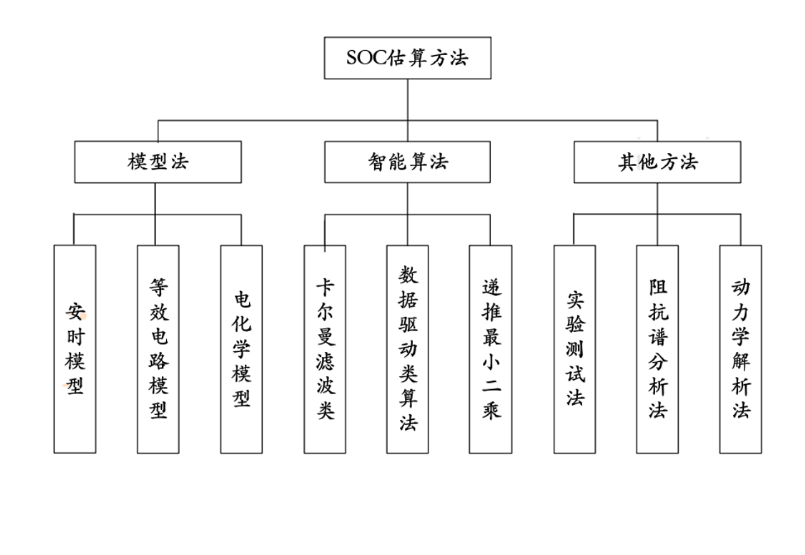 SOC估算方法
模型法
智能算法
其他方法
安时模型
等效电路模型
电化学模型
卡尔曼滤波类
数据驱动类算法
递推最小二乘
实验测试法
阻抗谱分析法
动力学解析法